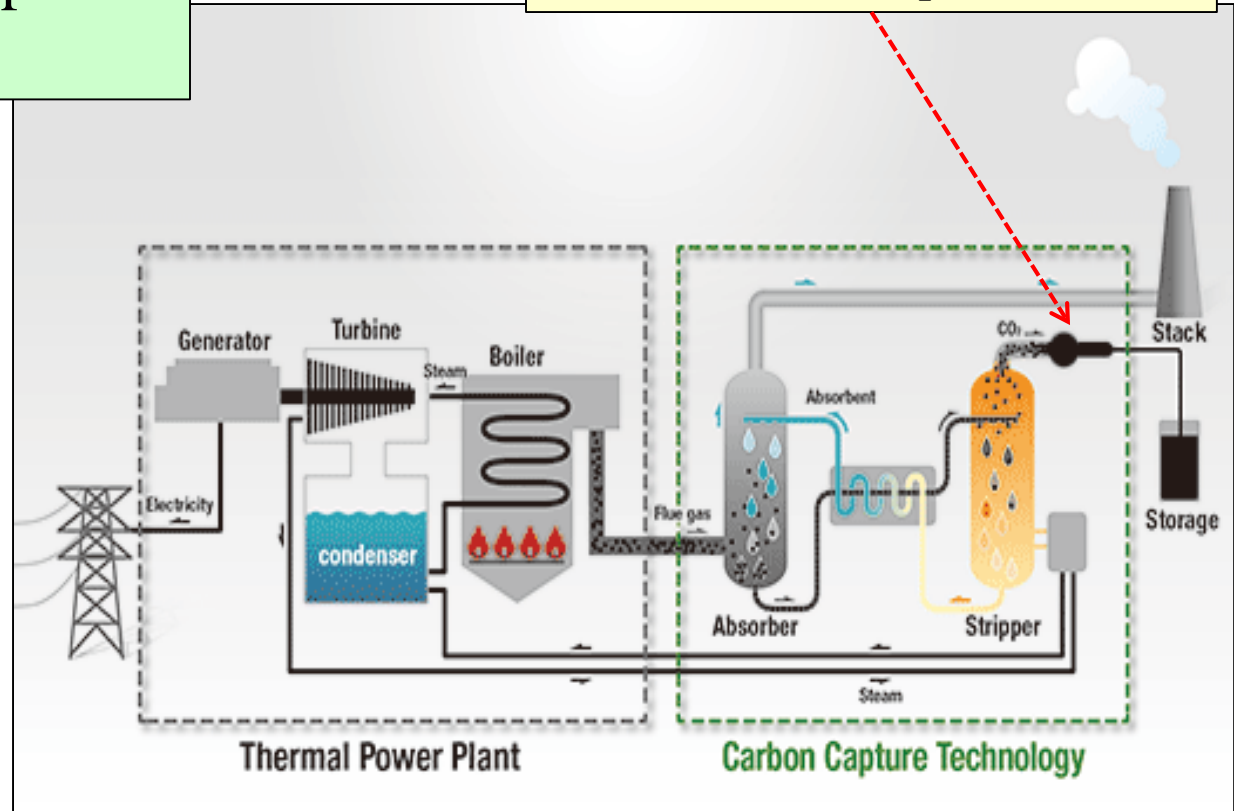 Generator
Turbine
Boiler
Steam
Electricity
condenser
Flue gas
Absorbent
CO₂
Stack
Storage
Absorber
Stripper
Steam
Thermal Power Plant
Carbon Capture Technology